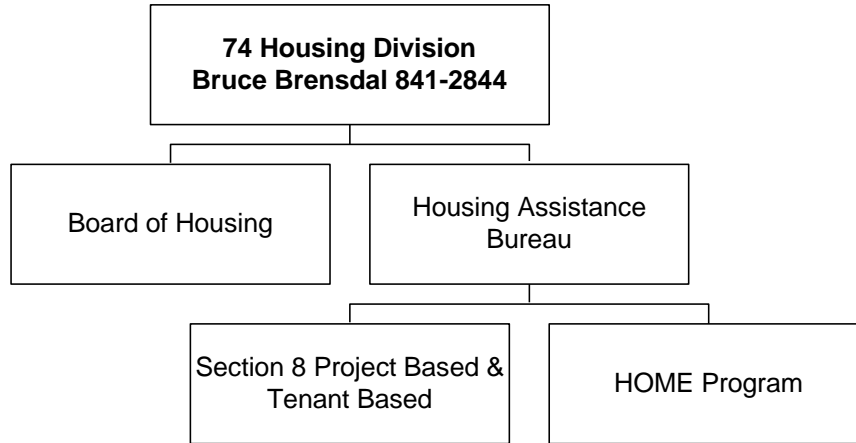 74 Housing Division
Bruce Brensdal 841-2844
Board of Housing
Housing Assistance
Bureau
Section 8 Project Based &
Tenant Based
HOME Program